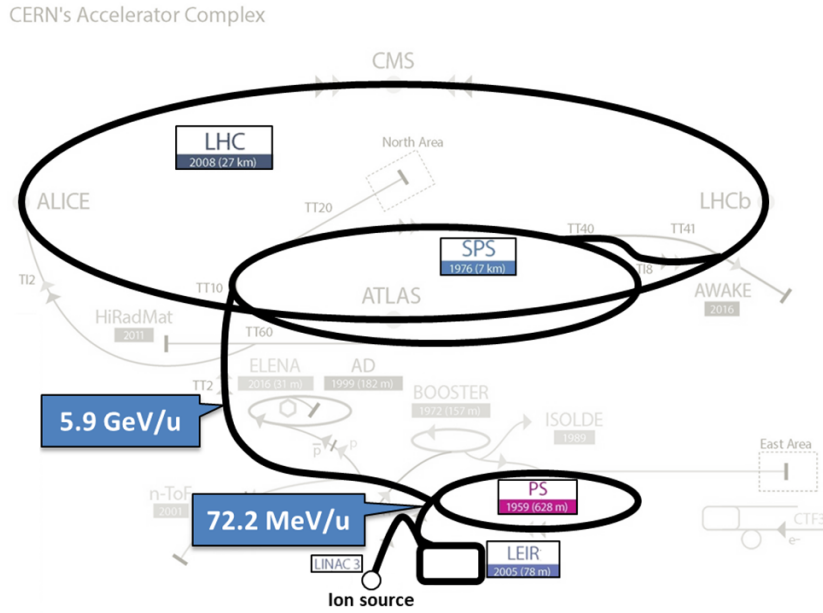 CERN's Accelerator Complex
CMS
LHC
2008 (27 km)
North Area
ALICE
TT20
LHCb
SPS
1976 (7 km)
TT40
TT41
TI2
TT10
TI8
ATLAS
AWAKE
2016
HiRadMat
2011
TT60
ELENA
2016 (31 m)
AD
1999 (182 m)
TT2
BOOSTER
1972 (157 m)
ISOLDE
1989
5.9 GeV/u
p
p
East Area
n-ToF
2001
PS
1959 (628 m)
72.2 MeV/u
CTF3
e-
LINAC 3
LEIR
2005 (78 m)
Ion source